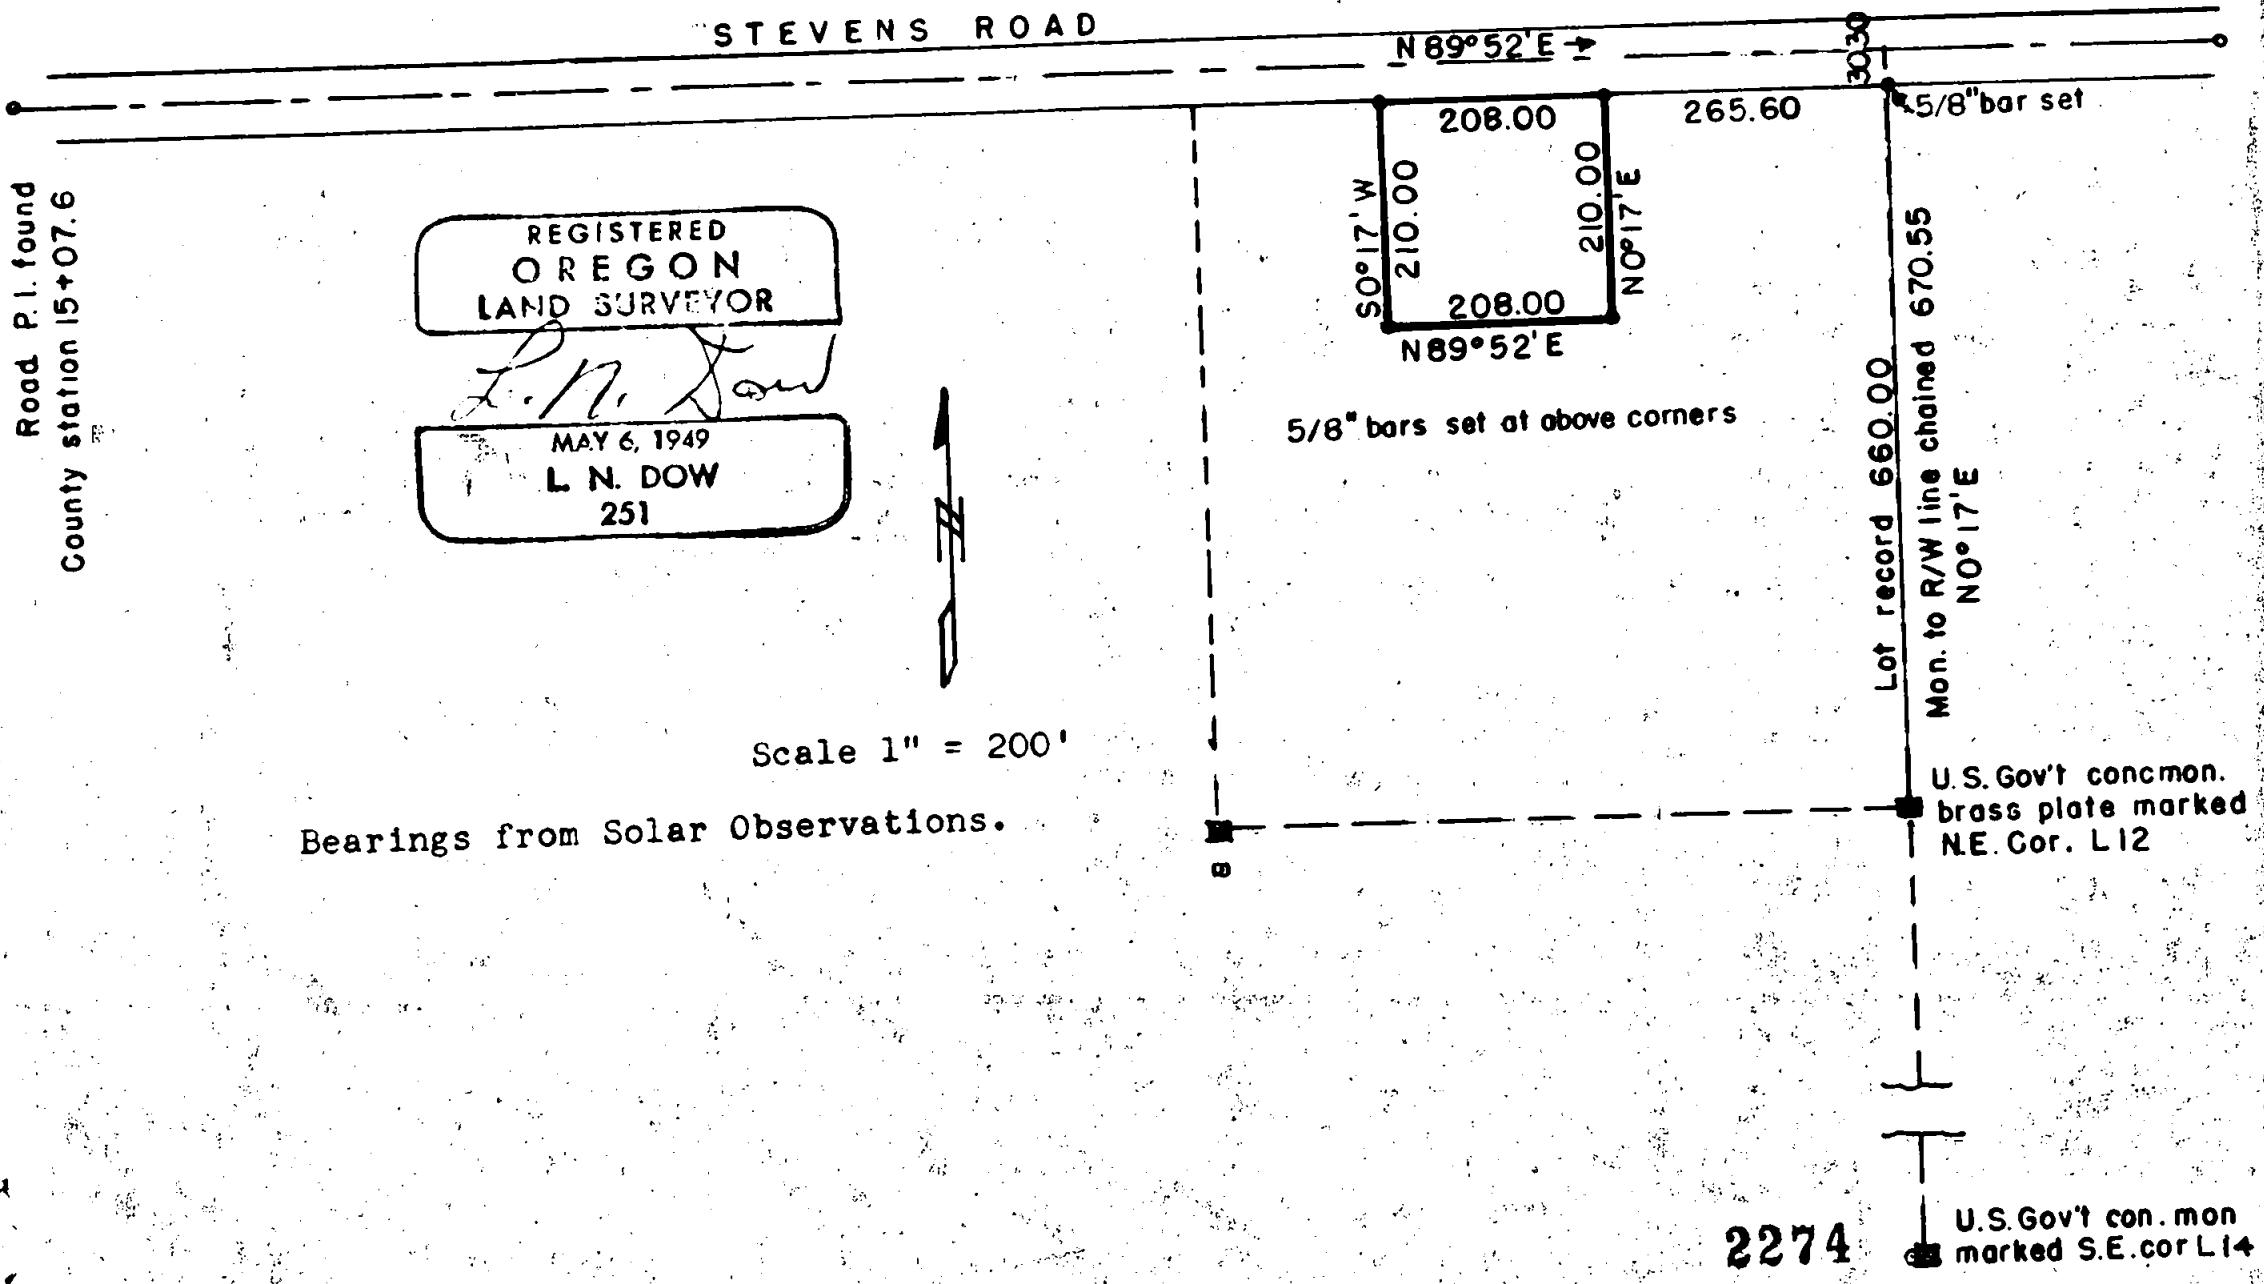 STEVENS ROAD
N89°52'E
30 30
208.00
265.60
5/8" bar set
Road P.I. found
County station 15+07.6
REGISTERED
OREGON
LAND SURVEYOR
L. N. Dow
MAY 6, 1949
L. N. DOW
251
S0°17'W
210.00
210.00
N0°17'E
208.00
N89°52'E
5/8" bars set at above corners
Lot record 660.00
Mon. to R/W line chained 670.55
N0°17'E
Scale 1" = 200'
Bearings from Solar Observations.
U.S. Gov't conc mon.
brass plate marked
N.E. Cor. L12
2274
U.S. Gov't con. mon
marked S.E. cor L14